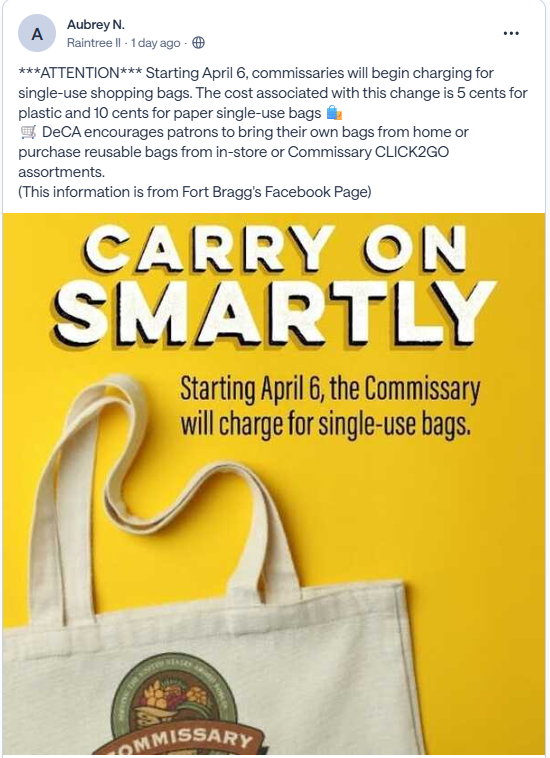 A
Aubrey N.
Raintree II · 1 day ago ·
***ATTENTION*** Starting April 6, commissaries will begin charging for
single-use shopping bags. The cost associated with this change is 5 cents for
plastic and 10 cents for paper single-use bags 🛍️
🛒 DeCA encourages patrons to bring their own bags from home or
purchase reusable bags from in-store or Commissary CLICK2GO
assortments.
(This information is from Fort Bragg's Facebook Page)
CARRY ON
SMARTLY
Starting April 6, the Commissary
will charge for single-use bags.
COMMISSARY